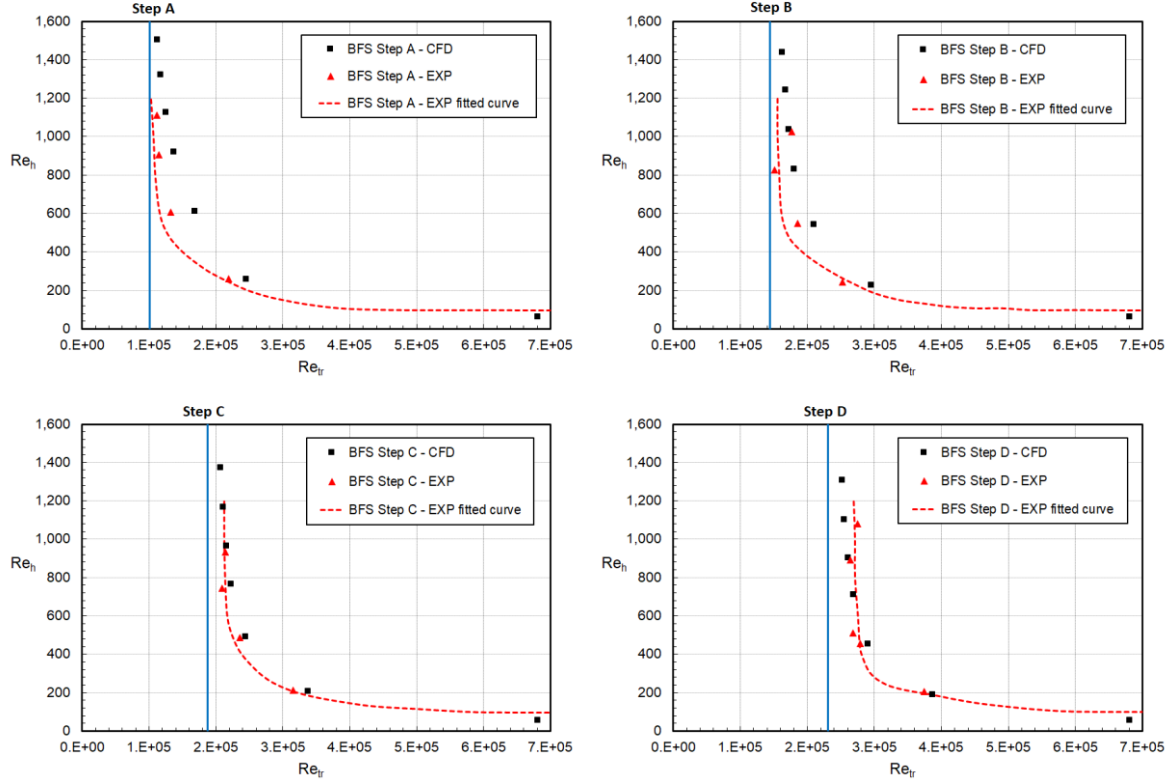 Step A
1,600
1,400
1,200
1,000
800
600
400
200
0
Re_h
BFS Step A - CFD
BFS Step A - EXP
BFS Step A - EXP fitted curve
0.E+00 1.E+05 2.E+05 3.E+05 4.E+05 5.E+05 6.E+05 7.E+05
Re_tr
Step B
1,600
1,400
1,200
1,000
800
600
400
200
0
Re_h
BFS Step B - CFD
BFS Step B - EXP
BFS Step B - EXP fitted curve
0.E+00 1.E+05 2.E+05 3.E+05 4.E+05 5.E+05 6.E+05 7.E+05
Re_tr
Step C
1,600
1,400
1,200
1,000
800
600
400
200
0
Re_h
BFS Step C - CFD
BFS Step C - EXP
BFS Step C - EXP fitted curve
0.E+00 1.E+05 2.E+05 3.E+05 4.E+05 5.E+05 6.E+05 7.E+05
Re_tr
Step D
1,600
1,400
1,200
1,000
800
600
400
200
0
Re_h
BFS Step D - CFD
BFS Step D - EXP
BFS Step D - EXP fitted curve
0.E+00 1.E+05 2.E+05 3.E+05 4.E+05 5.E+05 6.E+05 7.E+05
Re_tr